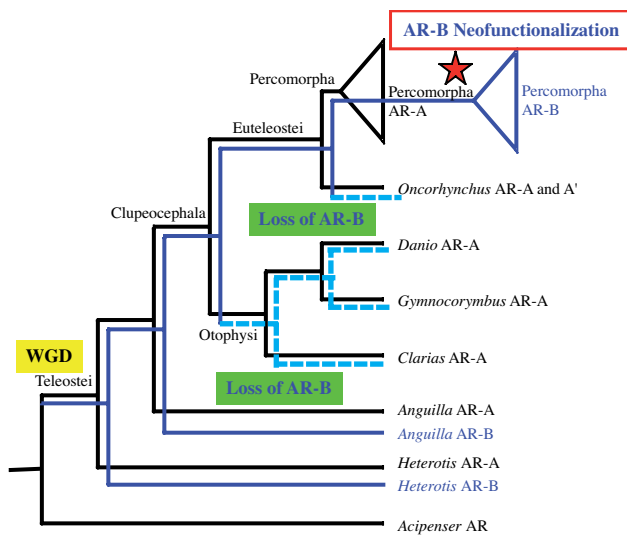 AR-B Neofunctionalization
Percomorpha
Percomorpha
AR-A
Percomorpha
AR-B
Euteleostei
Oncorhynchus AR-A and A'
Clupeocephala
Loss of AR-B
Danio AR-A
Gymnocorymbus AR-A
Otophysi
WGD
Clarias AR-A
Teleostei
Loss of AR-B
Anguilla AR-A
Anguilla AR-B
Heterotis AR-A
Heterotis AR-B
Acipenser AR